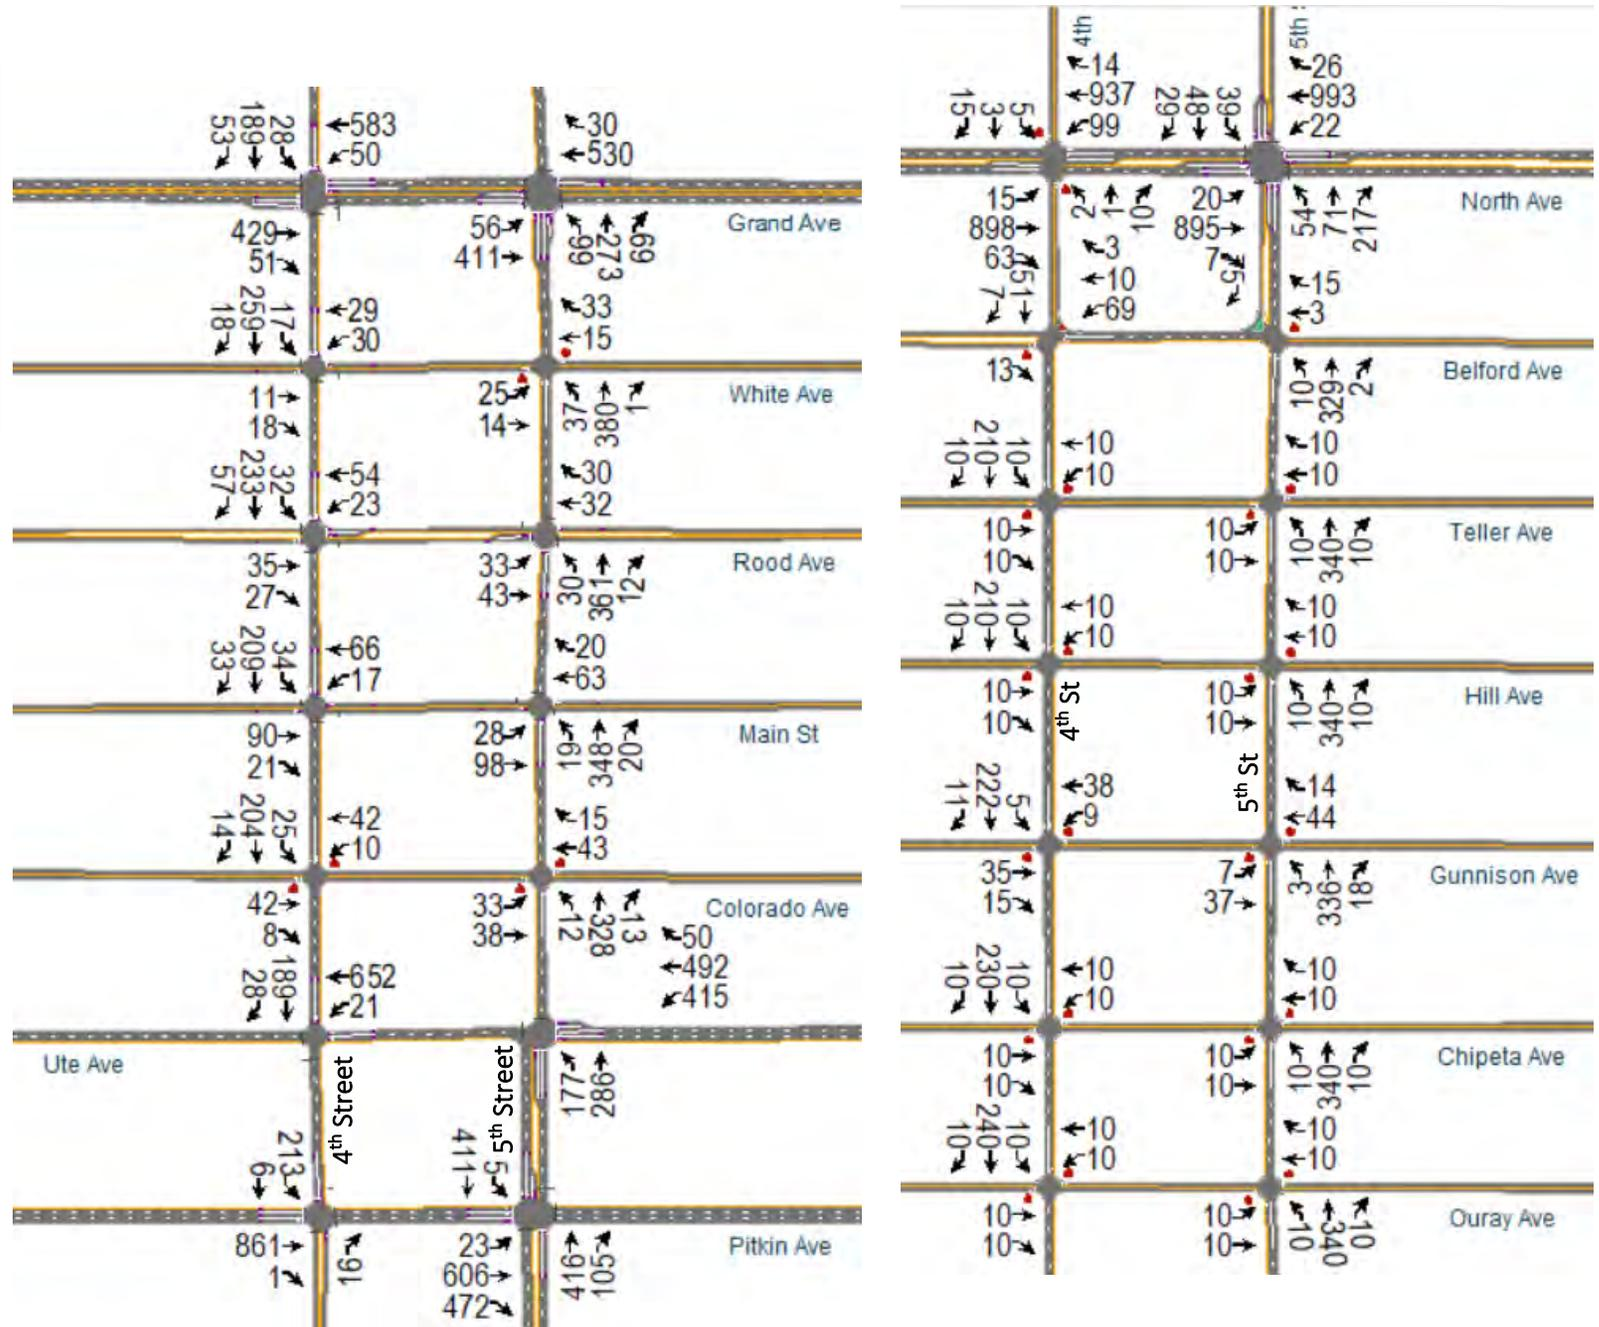 53 189 28
583
50
30
530
429
51
56
411
66 273 69
Grand Ave
18 259 17
29
30
33
15
11
18
25
14
37 380 1
White Ave
57 233 32
54
23
30
32
35
27
33
43
30 361 12
Rood Ave
33 209 34
66
17
20
63
90
21
28
98
19 348 20
Main St
14 204 25
42
10
15
43
42
8
33
38
12 328 13
Colorado Ave
50
492
415
28 189
652
21
Ute Ave
177 286
4th Street
5th Street
6 213
411 5
861
1
191
23
606
472
416 105
Pitkin Ave
4th
5th
15 3 5
14
937
99
29 48 39
26
993
22
15
898
63
2 1 10
20
895
7
54 71 217
North Ave
7 51
3
10
69
5
15
3
13
10 329 2
Belford Ave
10 210 10
10
10
10
10
10
10
10
10
10 340 10
Teller Ave
10 210 10
10
10
10
10
10
10
10
10
10 340 10
Hill Ave
4th St
5th St
11 222 5
38
9
14
44
35
15
7
37
3 336 18
Gunnison Ave
10 230 10
10
10
10
10
10
10
10
10
10 340 10
Chipeta Ave
10 240 10
10
10
10
10
10
10
10
10
10 340 10
Ouray Ave